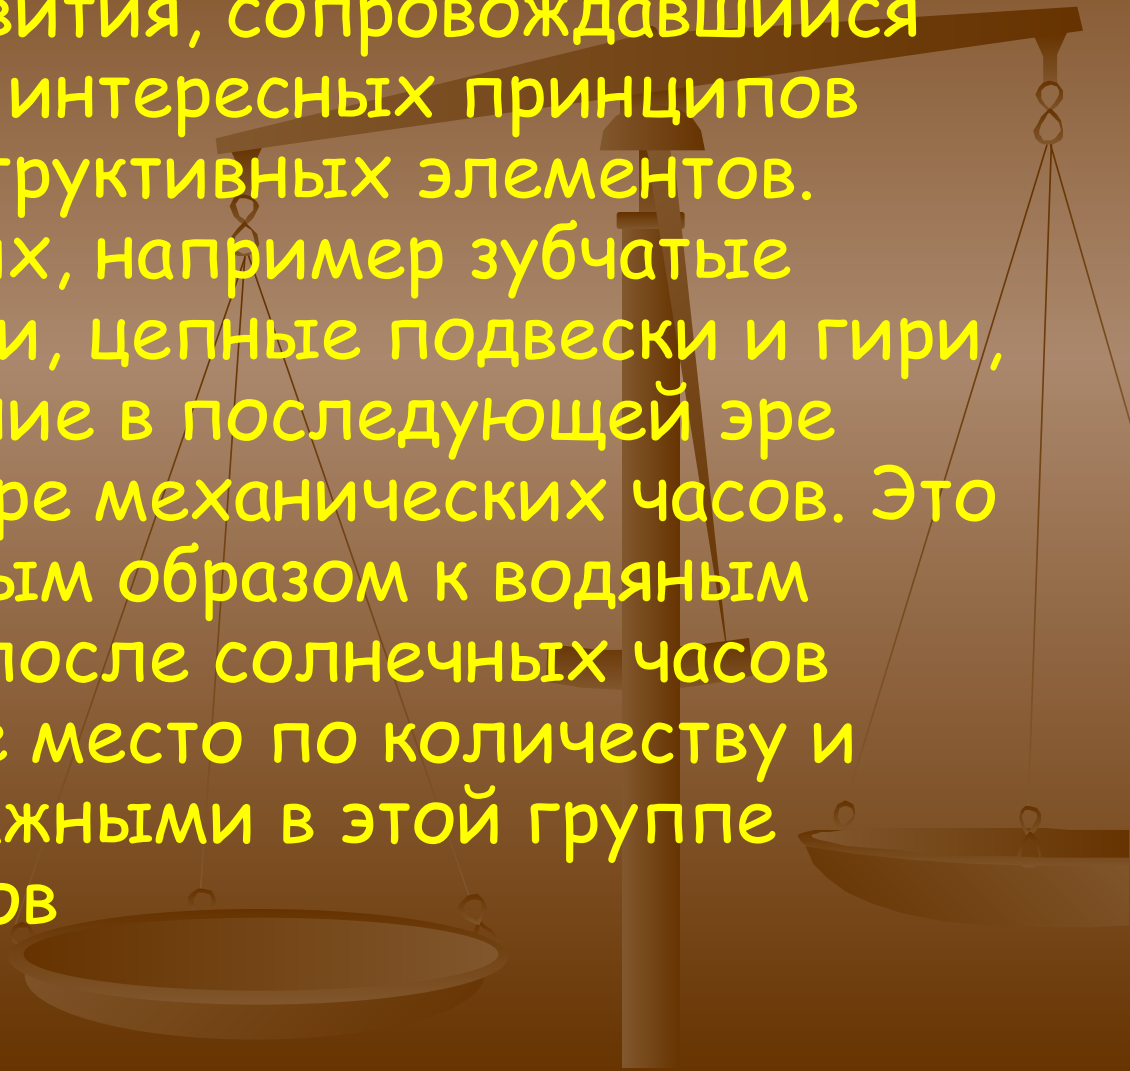 вития, сопровождавшийся
интересных принципов
труктивных элементов.
их, например зубчатые
и, цепные подвески и гири,
ние в последующей эре
ре механических часов. Это
ым образом к водяным
после солнечных часов
е место по количеству и
жными в этой группе
ов